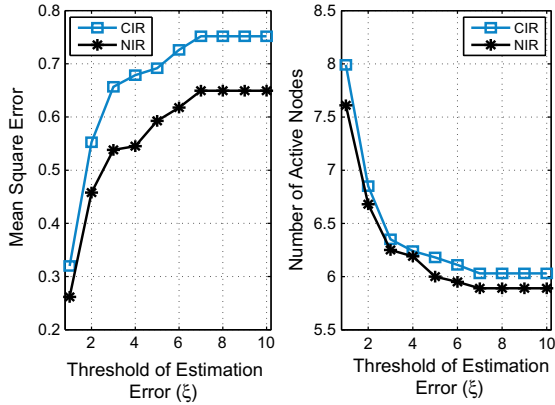 0.8
0.7
0.6
0.5
0.4
0.3
0.2
Mean Square Error
CIR
NIR
2 4 6 8 10
Threshold of Estimation
Error (ξ)
8.5
8
7.5
7
6.5
6
5.5
Number of Active Nodes
CIR
NIR
2 4 6 8 10
Threshold of Estimation
Error (ξ)